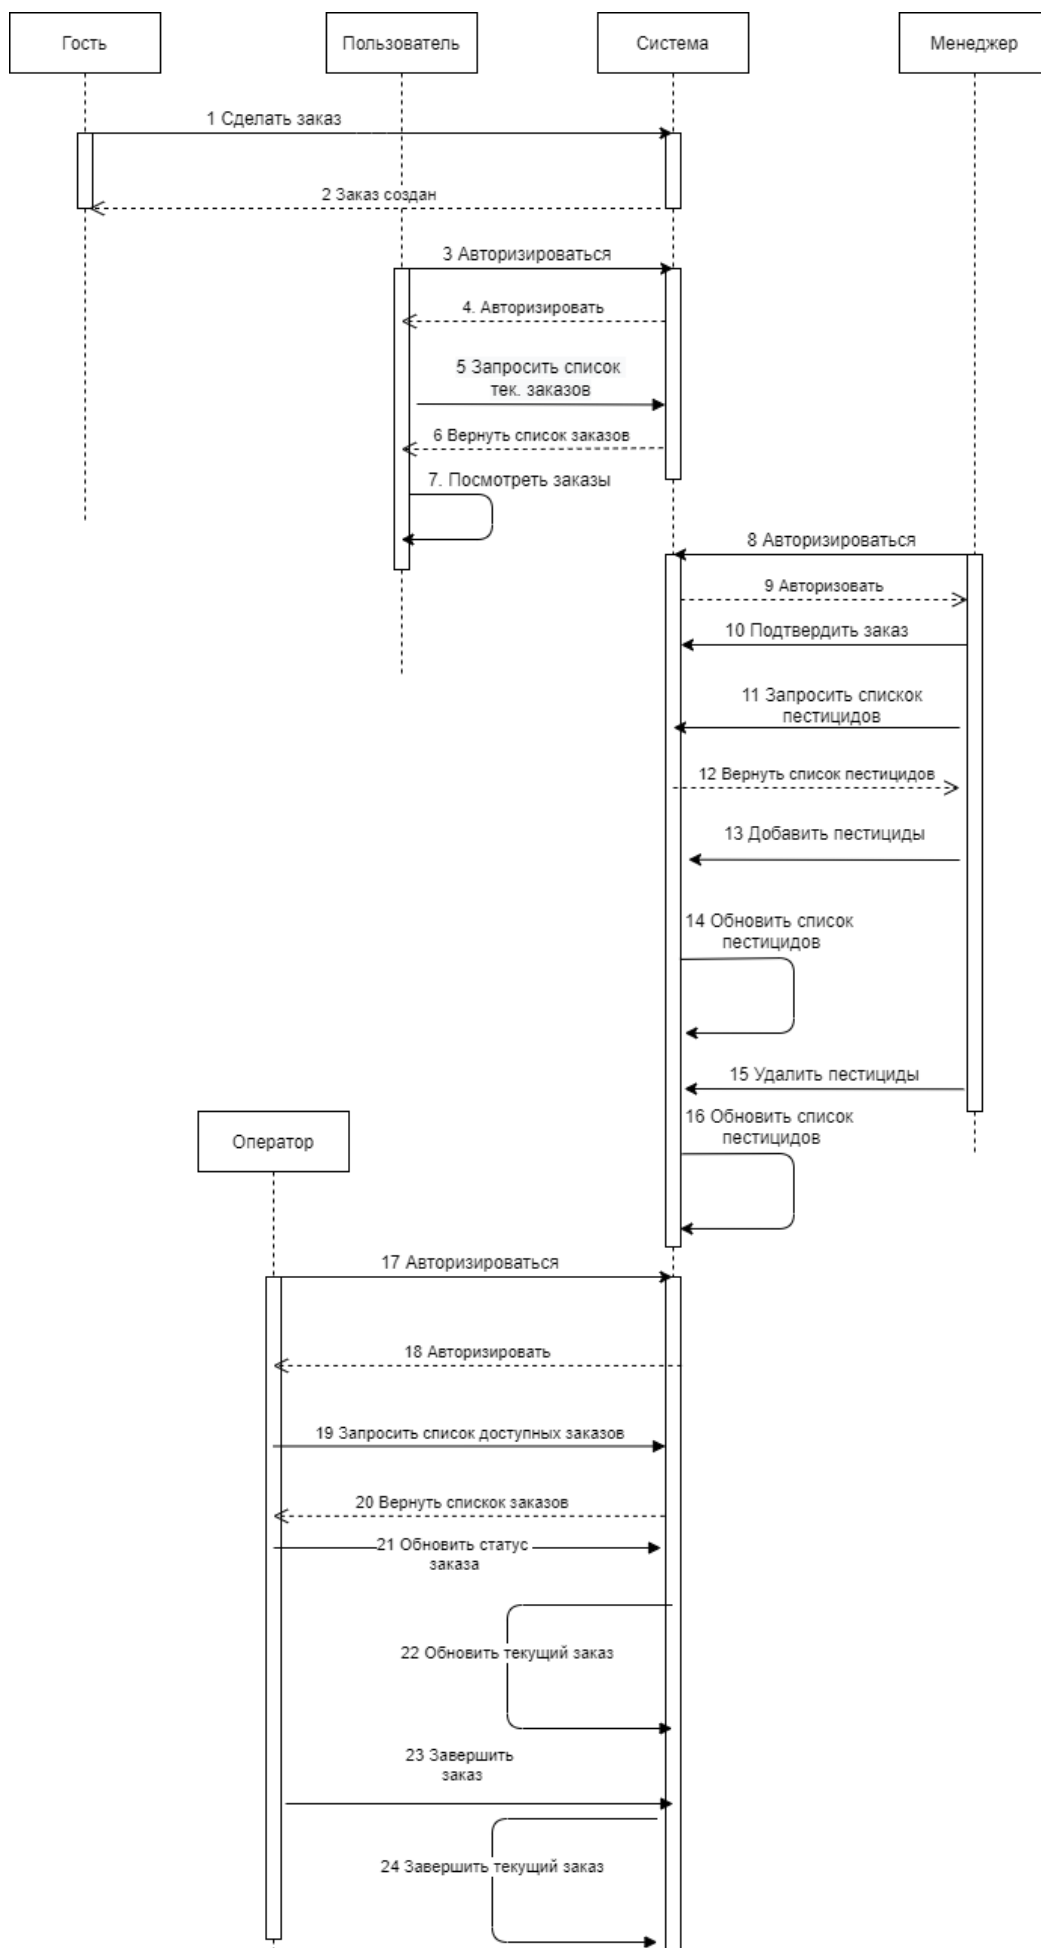 Гость
Пользователь
Система
Менеджер
1 Сделать заказ
2 Заказ создан
3 Авторизироваться
4. Авторизировать
5 Запросить список
тек. заказов
6 Вернуть список заказов
7. Посмотреть заказы
8 Авторизироваться
9 Авторизовать
10 Подтвердить заказ
11 Запросить спискок
пестицидов
12 Вернуть список пестицидов
13 Добавить пестициды
14 Обновить список
пестицидов
15 Удалить пестициды
16 Обновить список
пестицидов
Оператор
17 Авторизироваться
18 Авторизировать
19 Запросить список доступных заказов
20 Вернуть спискок заказов
21 Обновить статус
заказа
22 Обновить текущий заказ
23 Завершить
заказ
24 Завершить текущий заказ